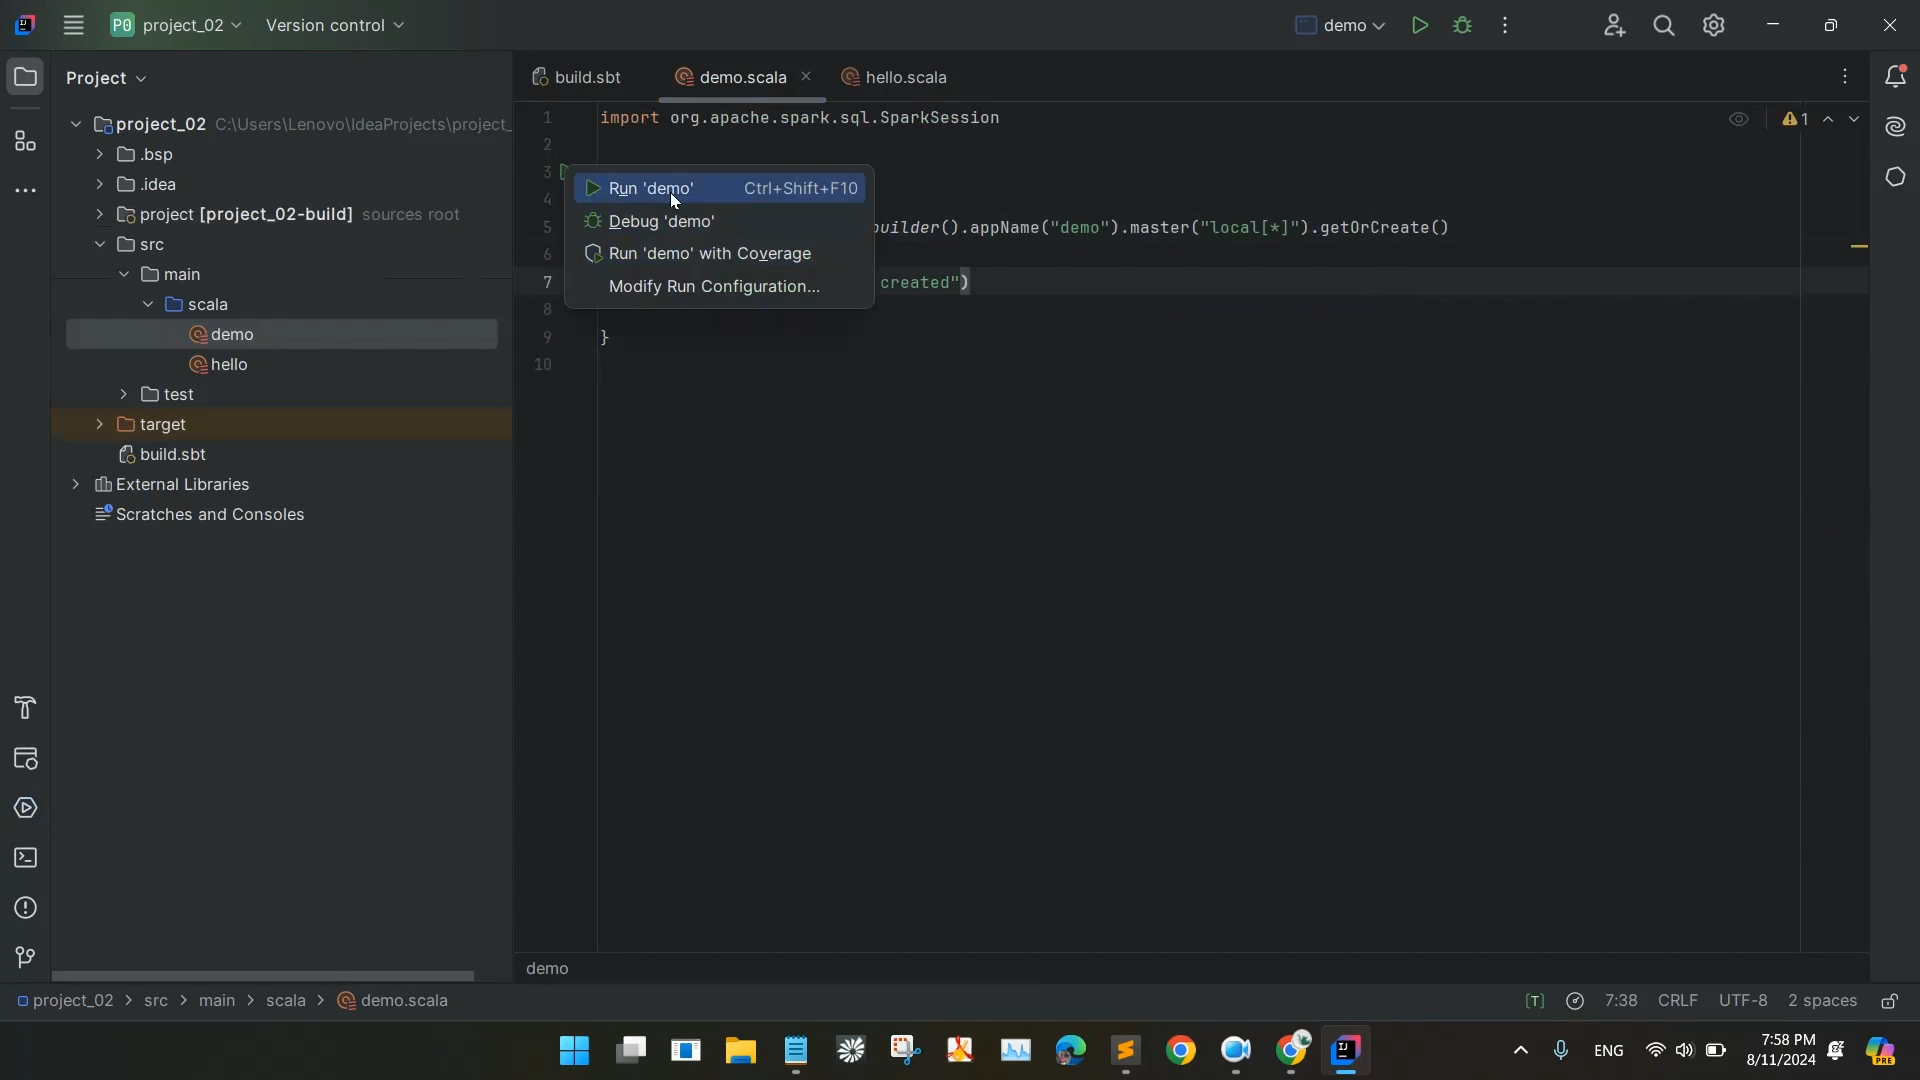 P0 project_02 Version control demo
Project
build.sbt demo.scala hello.scala
project_02 C:\Users\Lenovo\IdeaProjects\project_
.bsp
.idea
project [project_02-build] sources root
src
main
scala
demo
hello
test
target
build.sbt
External Libraries
Scratches and Consoles
1 import org.apache.spark.sql.SparkSession
1
2
3
4
5 builder().appName("demo").master("local[*]").getOrCreate()
6
7 created")
8
9 }
10
Run 'demo' Ctrl+Shift+F10
Debug 'demo'
Run 'demo' with Coverage
Modify Run Configuration...
demo
project_02 > src > main > scala > demo.scala
[T] 7:38 CRLF UTF-8 2 spaces
ENG
7:58 PM
8/11/2024
PRE